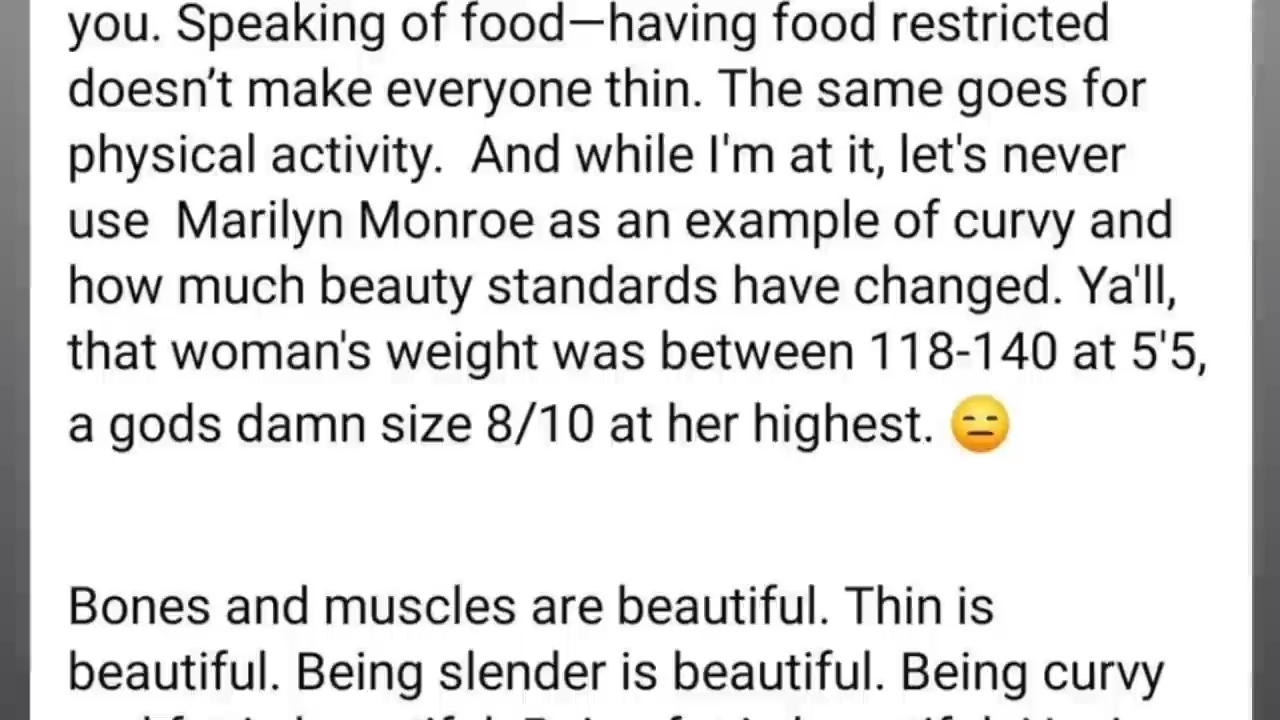 you. Speaking of food—having food restricted
doesn’t make everyone thin. The same goes for
physical activity.  And while I'm at it, let's never
use  Marilyn Monroe as an example of curvy and
how much beauty standards have changed. Ya'll,
that woman's weight was between 118-140 at 5'5,
a gods damn size 8/10 at her highest. 😑
Bones and muscles are beautiful. Thin is
beautiful. Being slender is beautiful. Being curvy